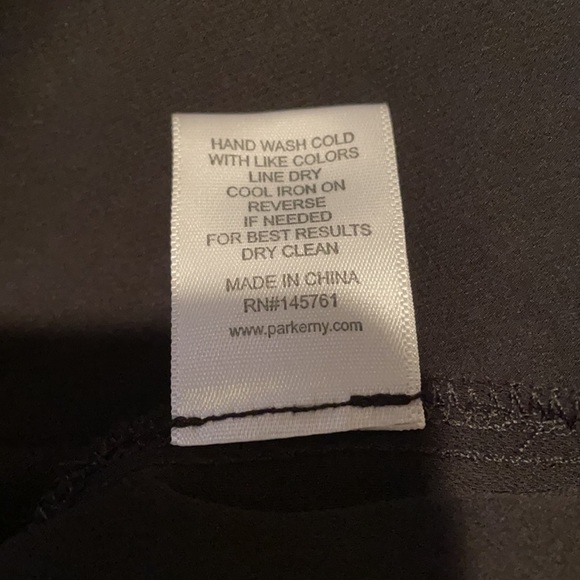 HAND WASH COLD
WITH LIKE COLORS
LINE DRY
COOL IRON ON
REVERSE
IF NEEDED
FOR BEST RESULTS
DRY CLEAN
MADE IN CHINA
RN#145761
www.parkerny.com